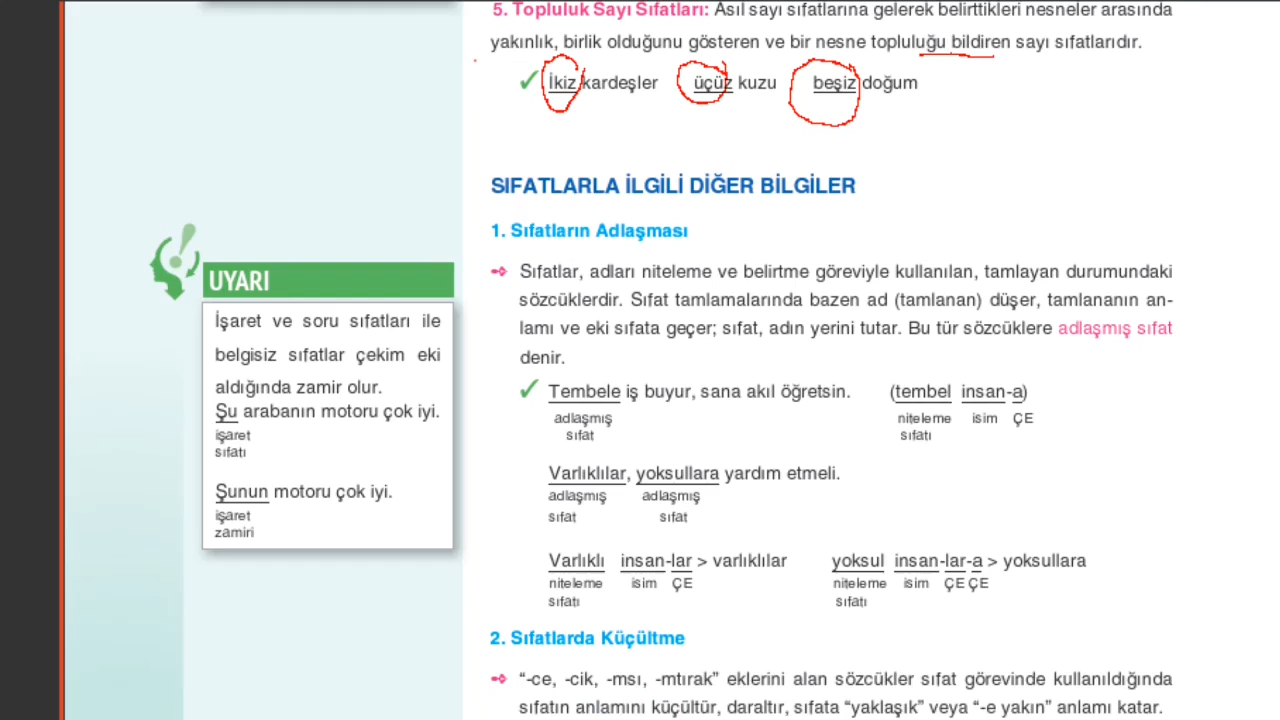 5. Topluluk Sayı Sıfatları: Asıl sayı sıfatlarına gelerek belirttikleri nesneler arasında
yakınlık, birlik olduğunu gösteren ve bir nesne topluluğu bildiren sayı sıfatlarıdır.
✓ İkiz kardeşler üçüz kuzu beşiz doğum
SIFATLARLA İLGİLİ DİĞER BİLGİLER
1. Sıfatların Adlaşması
Sıfatlar, adları niteleme ve belirtme göreviyle kullanılan, tamlayan durumundaki
sözcüklerdir. Sıfat tamlamalarında bazen ad (tamlanan) düşer, tamlananın an-
lamı ve eki sıfata geçer; sıfat, adın yerini tutar. Bu tür sözcüklere adlaşmış sıfat
denir.
✓ Tembele iş buyur, sana akıl öğretsin. (tembel insan-a)
adlaşmış niteleme isim ÇE
sıfat sıfatı
Varlıklılar, yoksullara yardım etmeli.
adlaşmış adlaşmış
sıfat sıfat
Varlıklı insan-lar > varlıklılar yoksul insan-lar-a > yoksullara
niteleme isim ÇE niteleme isim ÇE ÇE
sıfatı sıfatı
2. Sıfatlarda Küçültme
“-ce, -cik, -msı, -mtırak” eklerini alan sözcükler sıfat görevinde kullanıldığında
sıfatın anlamını küçültür, daraltır, sıfata “yaklaşık” veya “-e yakın” anlamı katar.
UYARI
İşaret ve soru sıfatları ile
belgisiz sıfatlar çekim eki
aldığında zamir olur.
Şu arabanın motoru çok iyi.
işaret
sıfatı
Şunun motoru çok iyi.
işaret
zamiri